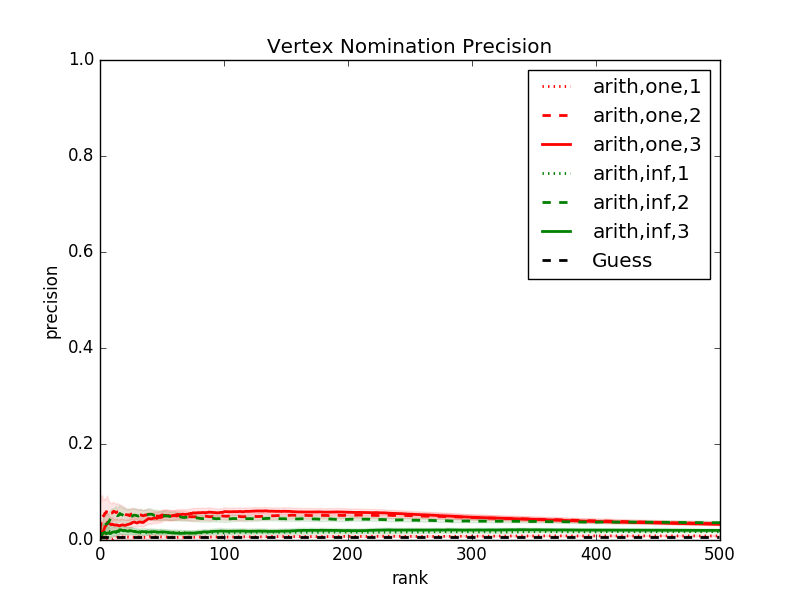 Vertex Nomination Precision
1.0
0.8
0.6
0.4
0.2
0.0
precision
arith,one,1
arith,one,2
arith,one,3
arith,inf,1
arith,inf,2
arith,inf,3
Guess
0 100 200 300 400 500
rank